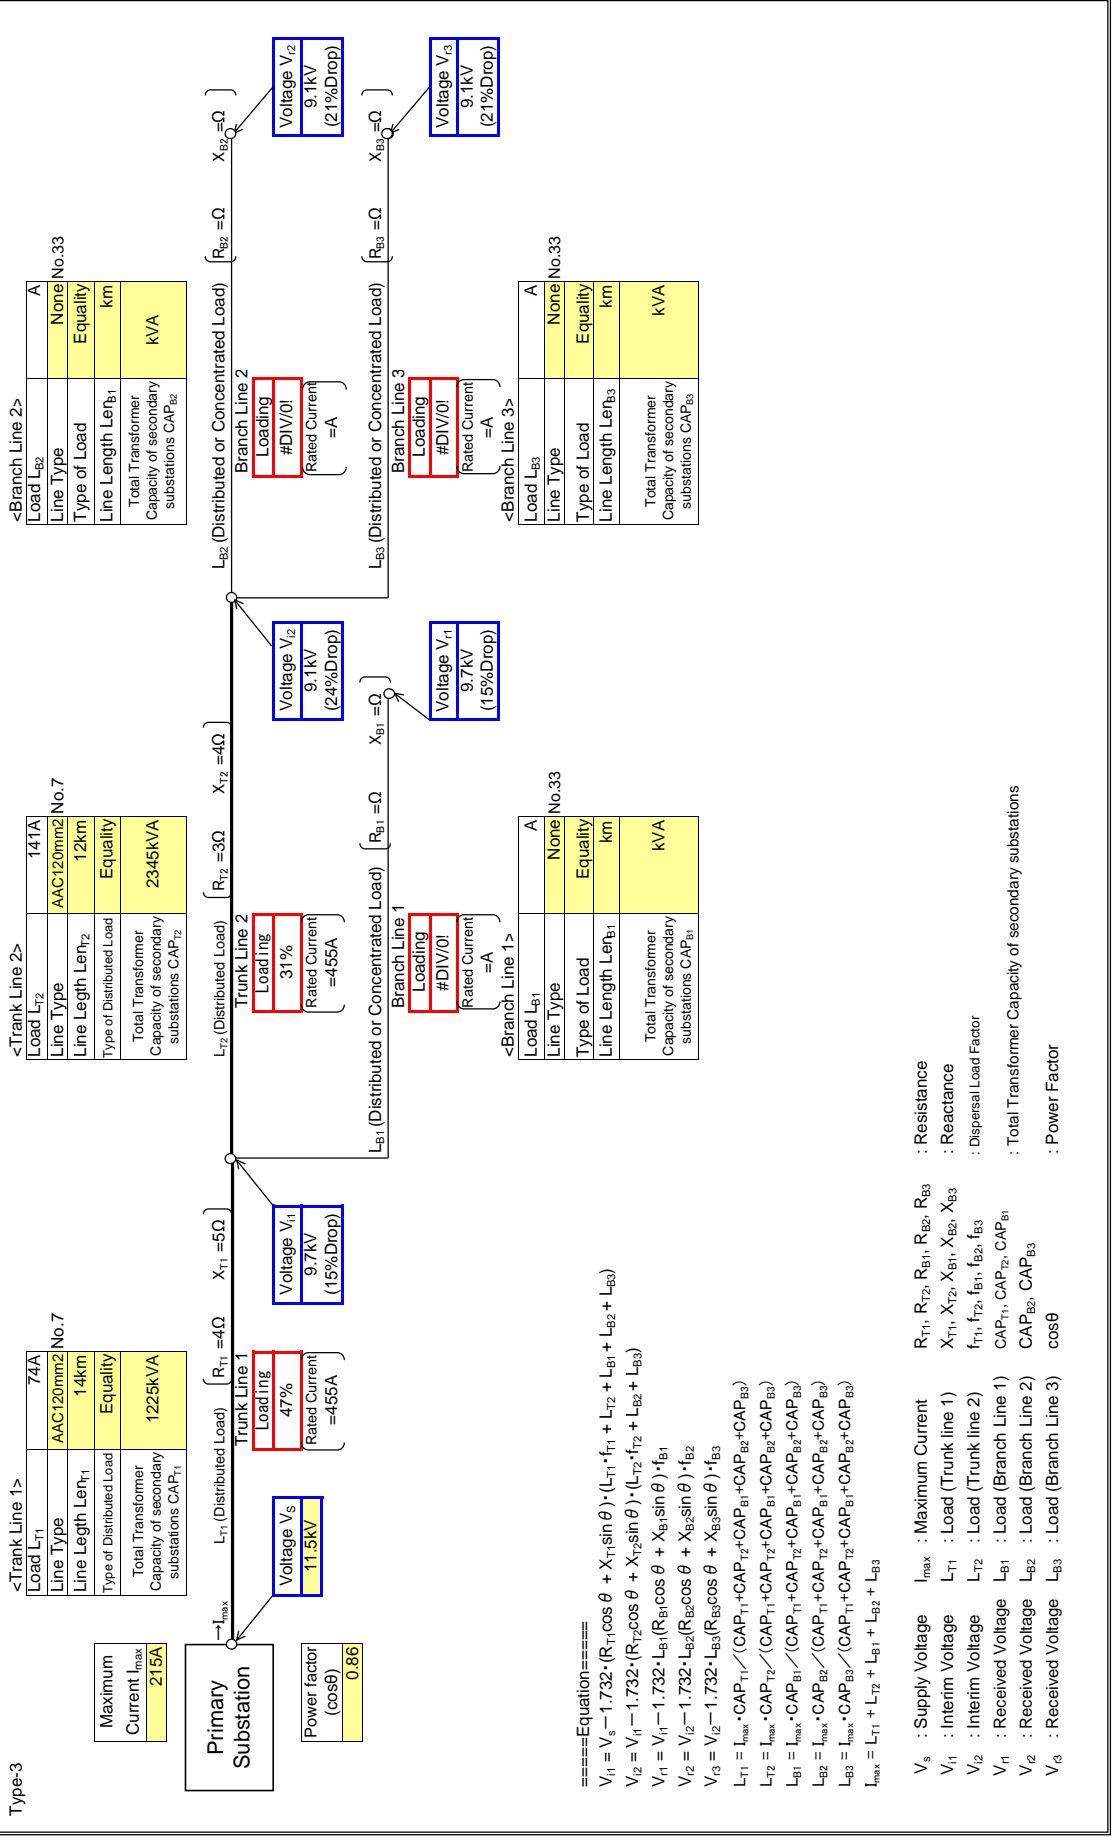 Type-3
Maximum
Current Imax
215A
Primary
Substation
Power factor
(cosθ)
0.86
→Imax
Voltage VS
11.5kV
<Trank Line 1>
Load LT1 74A
Line Type AAC120mm2 No.7
Line Length LenT1 14km
Type of Distributed Load Equality
Total Transformer
Capacity of secondary
substations CAPT1
1225kVA
LT1 (Distributed Load) (RT1 =4Ω XT1 =5Ω)
Trunk Line 1
Loading
47%
(Rated Current
=455A)
Voltage Vi1
9.7kV
(15%Drop)
<Trank Line 2>
Load LT2 141A
Line Type AAC120mm2 No.7
Line Legth LenT2 12km
Type of Distributed Load Equality
Total Transformer
Capacity of secondary
substations CAPT2
2345kVA
LT2 (Distributed Load) (RT2 =3Ω XT2 =4Ω)
Trunk Line 2
Loading
31%
(Rated Current
=455A)
Voltage Vi2
9.1kV
(24%Drop)
LB1 (Distributed or Concentrated Load) (RB1 =Ω XB1 =Ω)
Branch Line 1
Loading
#DIV/0!
(Rated Current
=A)
Voltage Vr1
9.7kV
(15%Drop)
<Branch Line 1>
Load LB1 A
Line Type None No.33
Type of Load Equality
Line Length LenB1 km
Total Transformer
Capacity of secondary
substations CAPB1
kVA
<Branch Line 2>
Load LB2 A
Line Type None No.33
Type of Load Equality
Line Length LenB1 km
Total Transformer
Capacity of secondary
substations CAPB2
kVA
LB2 (Distributed or Concentrated Load) (RB2 =Ω XB2 =Ω)
Branch Line 2
Loading
#DIV/0!
(Rated Current
=A)
Voltage Vr2
9.1kV
(21%Drop)
LB3 (Distributed or Concentrated Load) (RB3 =Ω XB3 =Ω)
Branch Line 3
Loading
#DIV/0!
(Rated Current
=A)
Voltage Vr3
9.1kV
(21%Drop)
<Branch Line 3>
Load LB3 A
Line Type None No.33
Type of Load Equality
Line Length LenB3 km
Total Transformer
Capacity of secondary
substations CAPB3
kVA
=====Equation=====
Vi1 = Vs－1.732･(RT1cos θ + XT1sin θ)･(LT1･fT1 + LT2 + LB1 + LB2 + LB3)
Vi2 = Vi1－1.732･(RT2cos θ + XT2sin θ)･(LT2･fT2 + LB2 + LB3)
Vr1 = Vi1－1.732･LB1(RB1cos θ + XB1sin θ)･fB1
Vr2 = Vi2－1.732･LB2(RB2cos θ + XB2sin θ)･fB2
Vr3 = Vi2－1.732･LB3(RB3cos θ + XB3sin θ)･fB3
LT1 = Imax･CAPT1／(CAPT1+CAPT2+CAPB1+CAPB2+CAPB3)
LT2 = Imax･CAPT2／(CAPT1+CAPT2+CAPB1+CAPB2+CAPB3)
LB1 = Imax･CAPB1／(CAPT1+CAPT2+CAPB1+CAPB2+CAPB3)
LB2 = Imax･CAPB2／(CAPT1+CAPT2+CAPB1+CAPB2+CAPB3)
LB3 = Imax･CAPB3／(CAPT1+CAPT2+CAPB1+CAPB2+CAPB3)
Imax = LT1 + LT2 + LB1 + LB2 + LB3
Vs : Supply Voltage Imax : Maximum Current RT1, RT2, RB1, RB2, RB3 : Resistance
Vi1 : Interim Voltage LT1 : Load (Trunk line 1) XT1, XT2, XB1, XB2, XB3 : Reactance
Vi2 : Interim Voltage LT2 : Load (Trunk line 2) fT1, fT2, fB1, fB2, fB3 : Dispersal Load Factor
Vr1 : Received Voltage LB1 : Load (Branch Line 1) CAPT1, CAPT2, CAPB1 : Total Transformer Capacity of secondary substations
Vr2 : Received Voltage LB2 : Load (Branch Line 2) CAPB2, CAPB3
Vr3 : Received Voltage LB3 : Load (Branch Line 3) cosθ : Power Factor